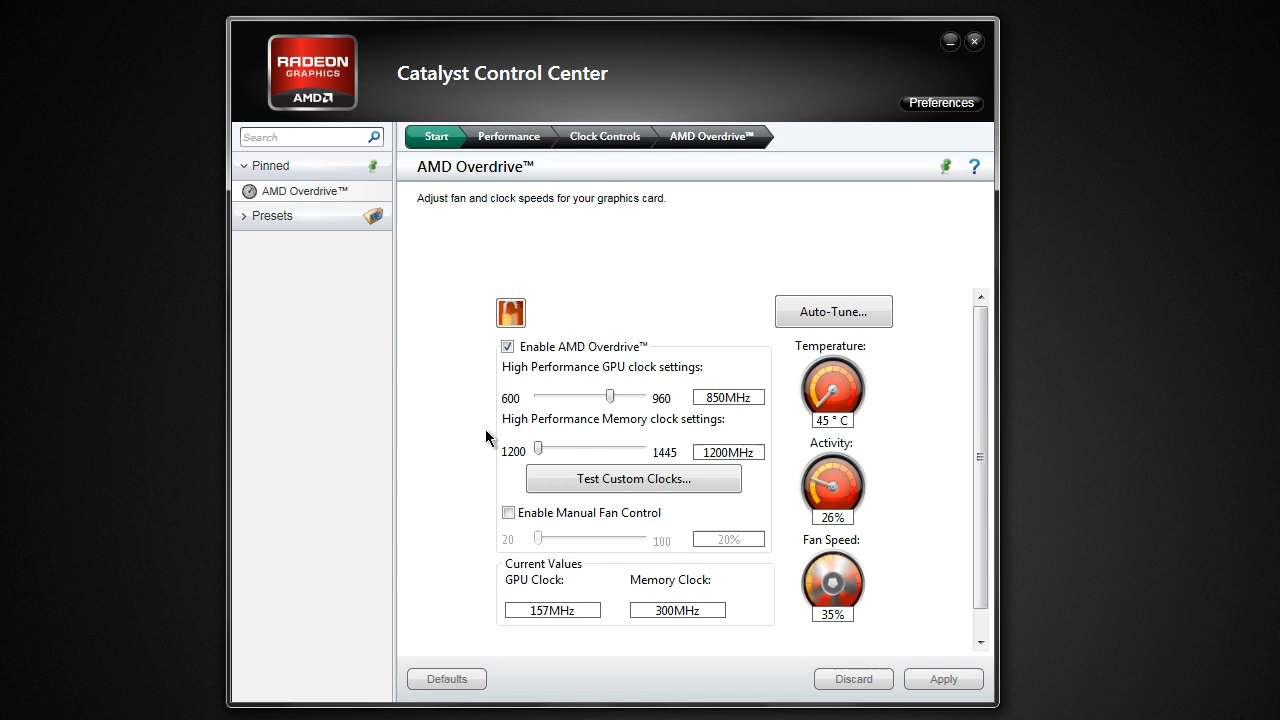 RADEON
GRAPHICS
AMD
Catalyst Control Center
Preferences
Search
Start
Performance
Clock Controls
AMD Overdrive™
Pinned
AMD Overdrive™
AMD Overdrive™
?
Presets
Adjust fan and clock speeds for your graphics card.
Auto-Tune...
Enable AMD Overdrive™
High Performance GPU clock settings:
600
960
850MHz
High Performance Memory clock settings:
1200
1445
1200MHz
Test Custom Clocks...
Enable Manual Fan Control
20
100
20%
Temperature:
45 ° C
Activity:
26%
Fan Speed:
35%
Current Values
GPU Clock:
Memory Clock:
157MHz
300MHz
Defaults
Discard
Apply